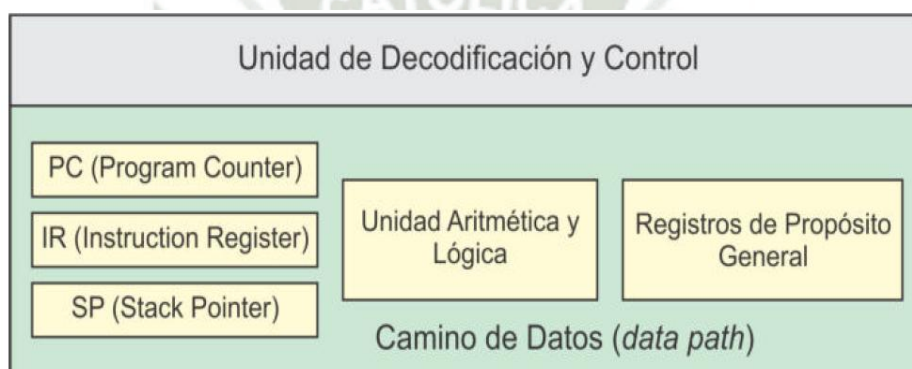 CATOLICA
Unidad de Decodificación y Control
PC (Program Counter)
IR (Instruction Register)
SP (Stack Pointer)
Unidad Aritmética y
Lógica
Registros de Propósito
General
Camino de Datos (data path)